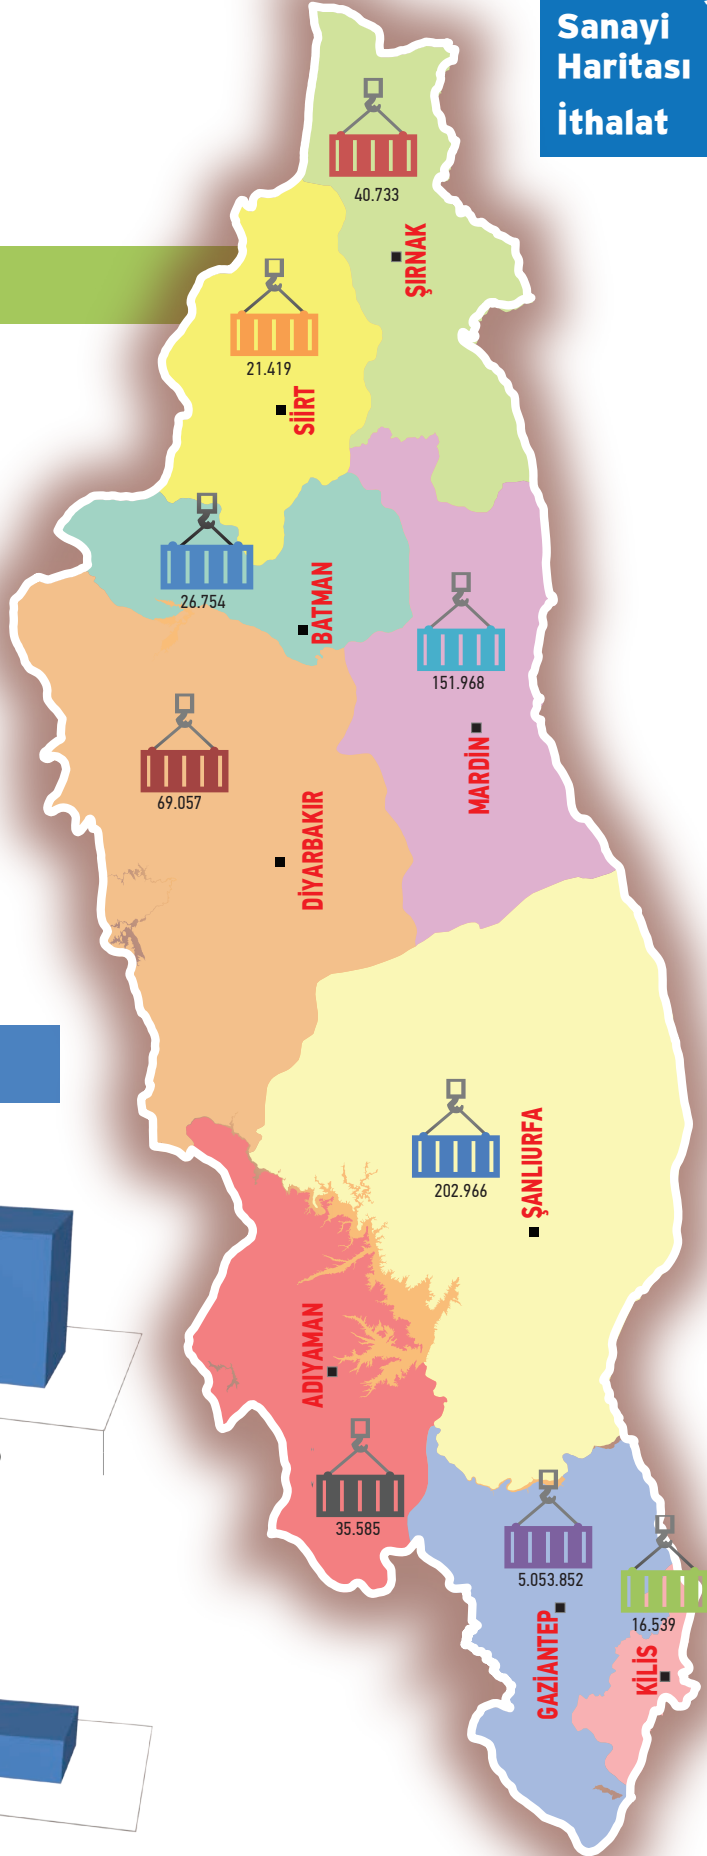 Sanayi
Haritası
İthalat
40.733
ŞIRNAK
21.419
SİİRT
26.754
BATMAN
151.968
MARDİN
69.057
DİYARBAKIR
202.966
ŞANLIURFA
ADIYAMAN
35.585
5.053.852
GAZİANTEP
16.539
KİLİS